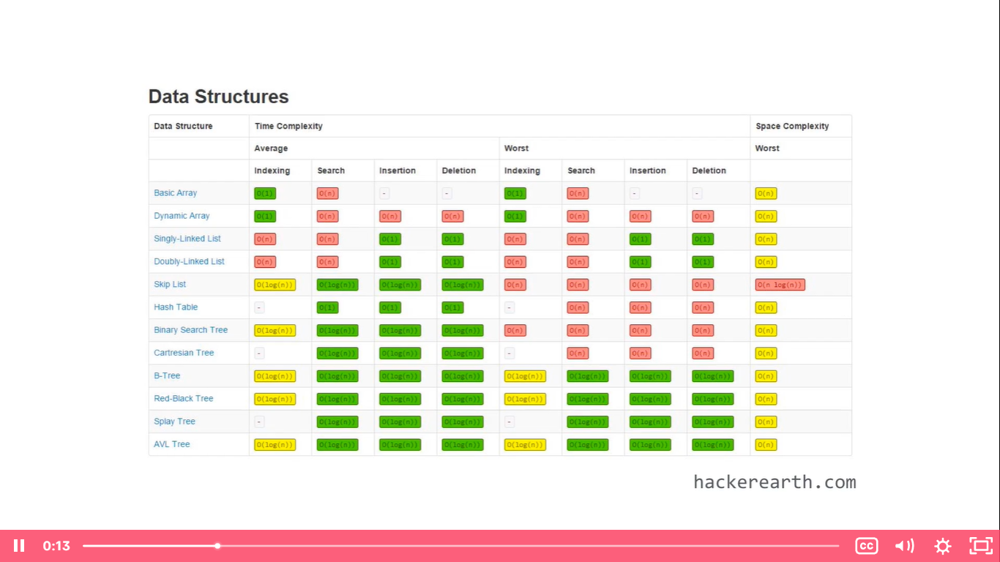 Data Structures
Data Structure Time Complexity Space Complexity
Average Worst Worst
Indexing Search Insertion Deletion Indexing Search Insertion Deletion
Basic Array O(1) O(n) - - O(1) O(n) - - O(n)
Dynamic Array O(1) O(n) O(n) O(n) O(1) O(n) O(n) O(n) O(n)
Singly-Linked List O(n) O(n) O(1) O(1) O(n) O(n) O(1) O(1) O(n)
Doubly-Linked List O(n) O(n) O(1) O(1) O(n) O(n) O(1) O(1) O(n)
Skip List O(log(n)) O(log(n)) O(log(n)) O(log(n)) O(n) O(n) O(n) O(n) O(n log(n))
Hash Table - O(1) O(1) O(1) - O(n) O(n) O(n) O(n)
Binary Search Tree O(log(n)) O(log(n)) O(log(n)) O(log(n)) O(n) O(n) O(n) O(n) O(n)
Cartresian Tree - O(log(n)) O(log(n)) O(log(n)) - O(n) O(n) O(n) O(n)
B-Tree O(log(n)) O(log(n)) O(log(n)) O(log(n)) O(log(n)) O(log(n)) O(log(n)) O(log(n)) O(n)
Red-Black Tree O(log(n)) O(log(n)) O(log(n)) O(log(n)) O(log(n)) O(log(n)) O(log(n)) O(log(n)) O(n)
Splay Tree - O(log(n)) O(log(n)) O(log(n)) - O(log(n)) O(log(n)) O(log(n)) O(n)
AVL Tree O(log(n)) O(log(n)) O(log(n)) O(log(n)) O(log(n)) O(log(n)) O(log(n)) O(log(n)) O(n)
hackerearth.com
0:13 CC